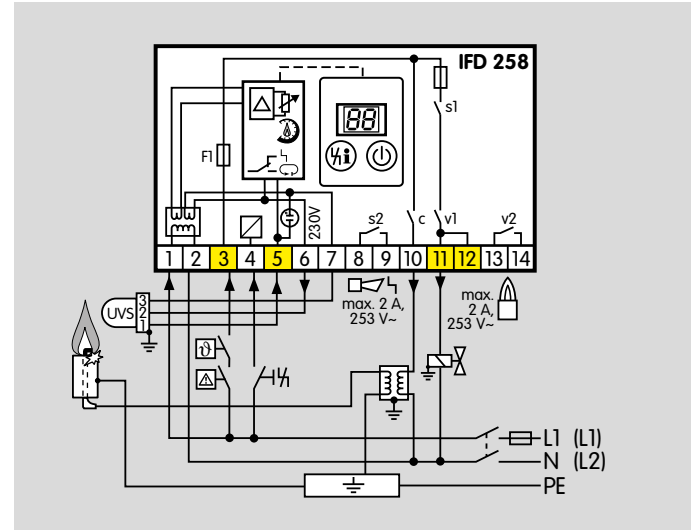 IFD 258
s1
88
F1
i
230V
s2
c
v1
v2
1 2 3 4 5 6 7 8 9 10 11 12 13 14
max. 2 A,
253 V~
max.
2 A,
253 V~
UVS
3
2
1
ϑ
L1 (L1)
N (L2)
PE